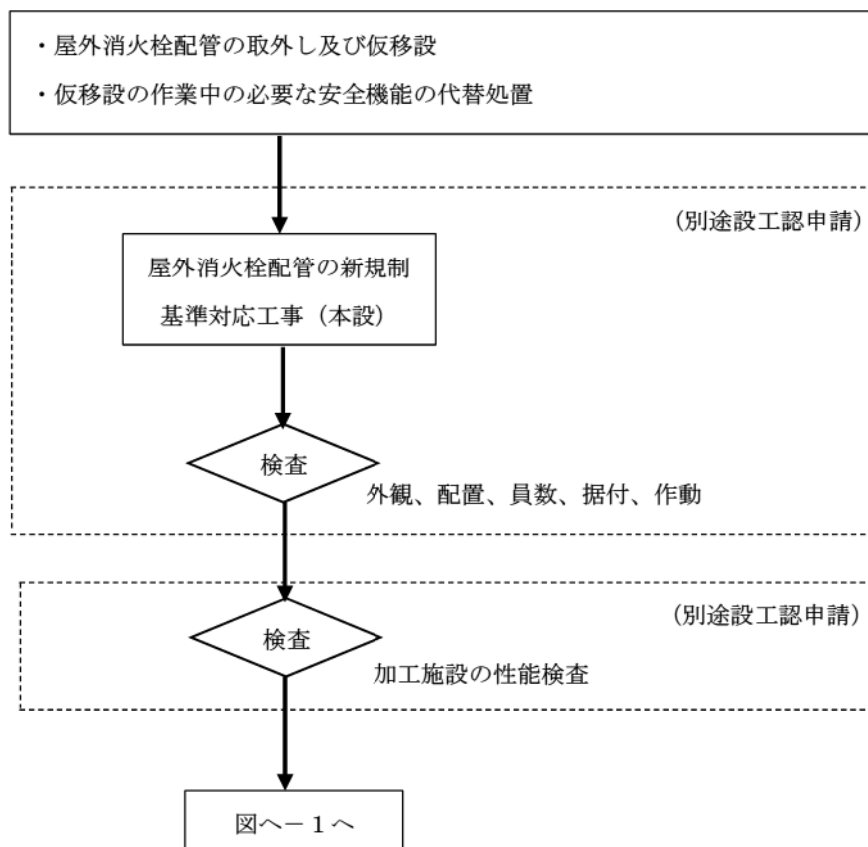 ・屋外消火栓配管の取外し及び仮移設
・仮移設の作業中の必要な安全機能の代替処置
（別途設工認申請）
屋外消火栓配管の新規制
基準対応工事（本設）
検査
外観、配置、員数、据付、作動
（別途設工認申請）
検査
加工施設の性能検査
図へ－１へ